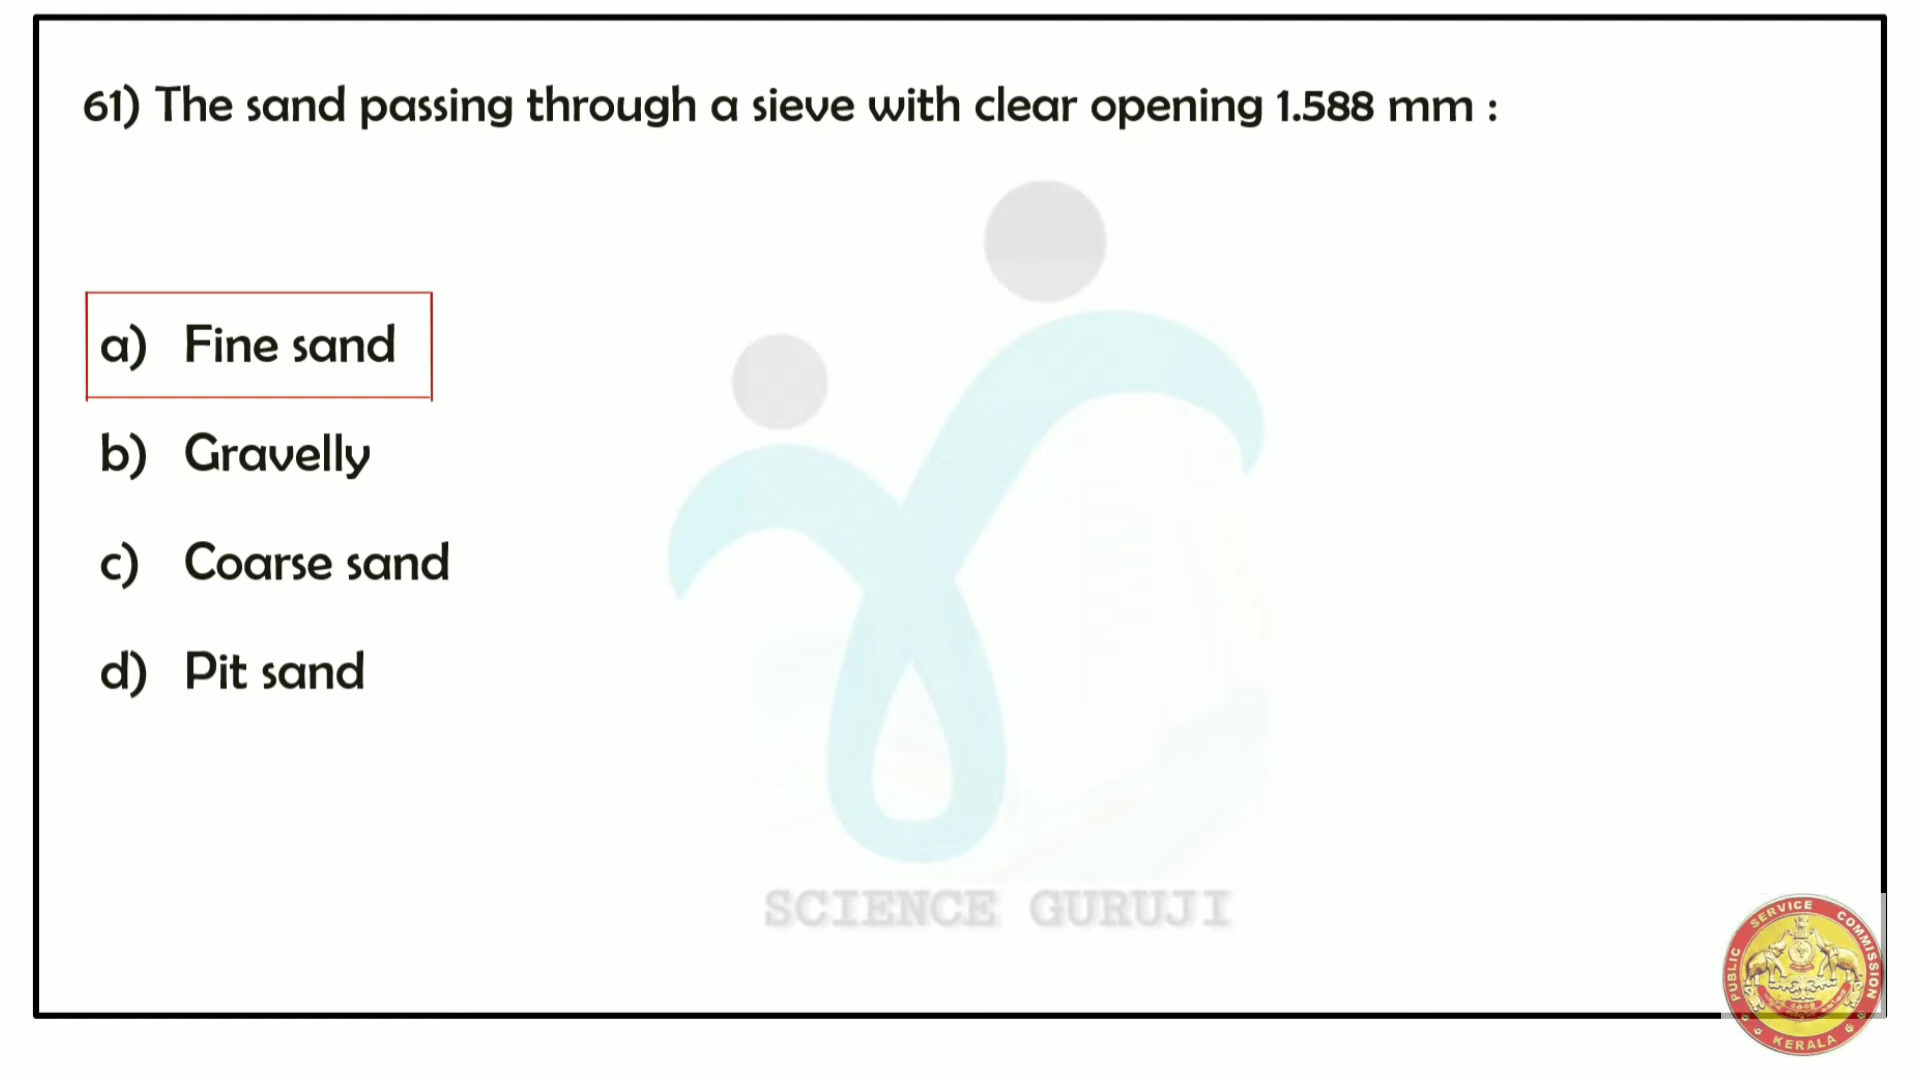 61) The sand passing through a sieve with clear opening 1.588 mm :
a) Fine sand
b) Gravelly
c) Coarse sand
d) Pit sand
SCIENCE GURUJI
PUBLIC SERVICE COMMISSION
KERALA